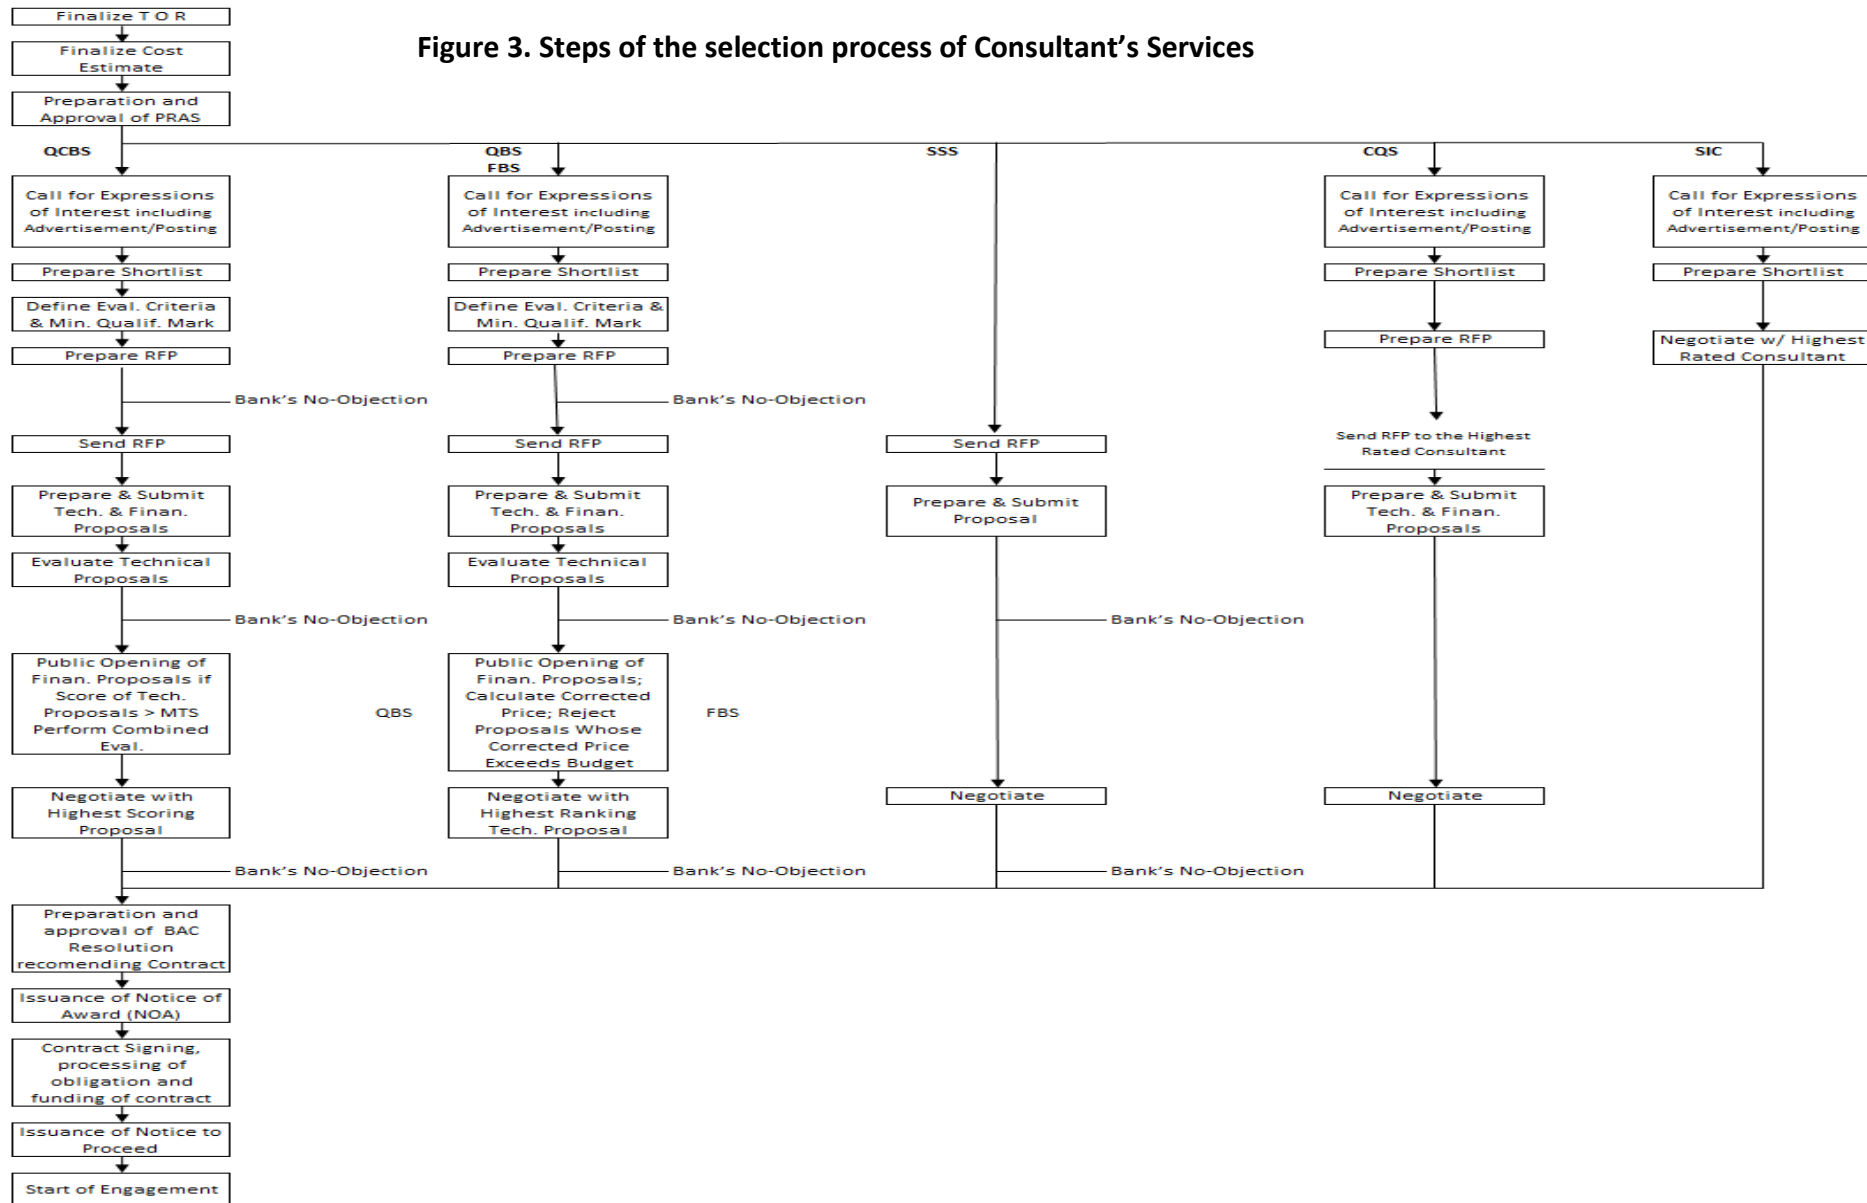 Finalize T O R
Figure 3. Steps of the selection process of Consultant’s Services
Finalize Cost
Estimate
Preparation and
Approval of PRAS
QCBS
QBS
FBS
SSS
CQS
SIC
Call for Expressions
of Interest including
Advertisement/Posting
Prepare Shortlist
Define Eval. Criteria
& Min. Qualif. Mark
Prepare RFP
Bank’s No-Objection
Send RFP
Prepare & Submit
Tech. & Finan.
Proposals
Evaluate Technical
Proposals
Bank’s No-Objection
Public Opening of
Finan. Proposals if
Score of Tech.
Proposals > MTS
Perform Combined
Eval.
Negotiate with
Highest Scoring
Proposal
Bank’s No-Objection
Call for Expressions
of Interest including
Advertisement/Posting
Prepare Shortlist
Define Eval. Criteria &
Min. Qualif. Mark
Prepare RFP
Bank’s No-Objection
Send RFP
Prepare & Submit
Tech. & Finan.
Proposals
Evaluate Technical
Proposals
Bank’s No-Objection
QBS
Public Opening of
Finan. Proposals;
Calculate Corrected
Price; Reject
Proposals Whose
Corrected Price
Exceeds Budget
FBS
Negotiate with
Highest Ranking
Tech. Proposal
Bank’s No-Objection
Send RFP
Prepare & Submit
Proposal
Bank’s No-Objection
Negotiate
Bank’s No-Objection
Call for Expressions
of Interest including
Advertisement/Posting
Prepare Shortlist
Prepare RFP
Send RFP to the Highest
Rated Consultant
Prepare & Submit
Tech. & Finan.
Proposals
Negotiate
Call for Expressions
of Interest including
Advertisement/Posting
Prepare Shortlist
Negotiate w/ Highest
Rated Consultant
Preparation and
approval of BAC
Resolution
recomending Contract
Issuance of Notice of
Award (NOA)
Contract Signing,
processing of
obligation and
funding of contract
Issuance of Notice to
Proceed
Start of Engagement